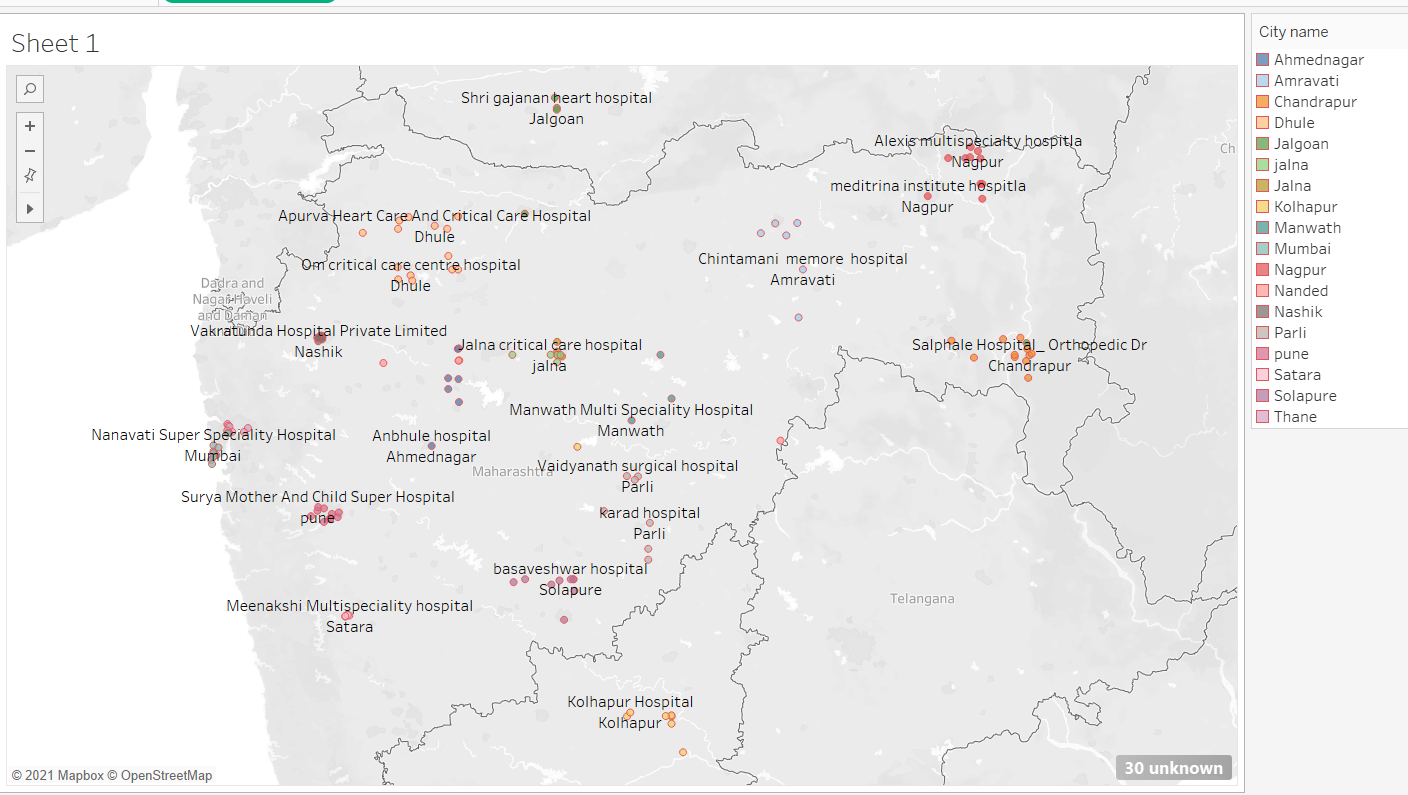 Sheet 1
City name
Ahmednagar
Amravati
Chandrapur
Dhule
Jalgoan
jalna
Jalna
Kolhapur
Manwath
Mumbai
Nagpur
Nanded
Nashik
Parli
pune
Satara
Solapure
Thane
Shri gajanan heart hospital
Jalgoan
Alexis multispecialty hospitla
Nagpur
Ch
meditrina institute hospitla
Nagpur
Apurva Heart Care And Critical Care Hospital
Dhule
Om critical care centre hospital
Dhule
Chintamani memore hospital
Amravati
Dadra and
Nagar Haveli
and Daman
Vakratunda Hospital Private Limited
Nashik
Jalna critical care hospital
jalna
Salphale Hospital_ Orthopedic Dr
Chandrapur
Manwath Multi Speciality Hospital
Manwath
Nanavati Super Speciality Hospital
Mumbai
Anbhule hospital
Ahmednagar
Maharashtra
Vaidyanath surgical hospital
Parli
Surya Mother And Child Super Hospital
pune
karad hospital
Parli
basaveshwar hospital
Solapure
Telangana
Meenakshi Multispeciality hospital
Satara
Kolhapur Hospital
Kolhapur
30 unknown
© 2021 Mapbox © OpenStreetMap